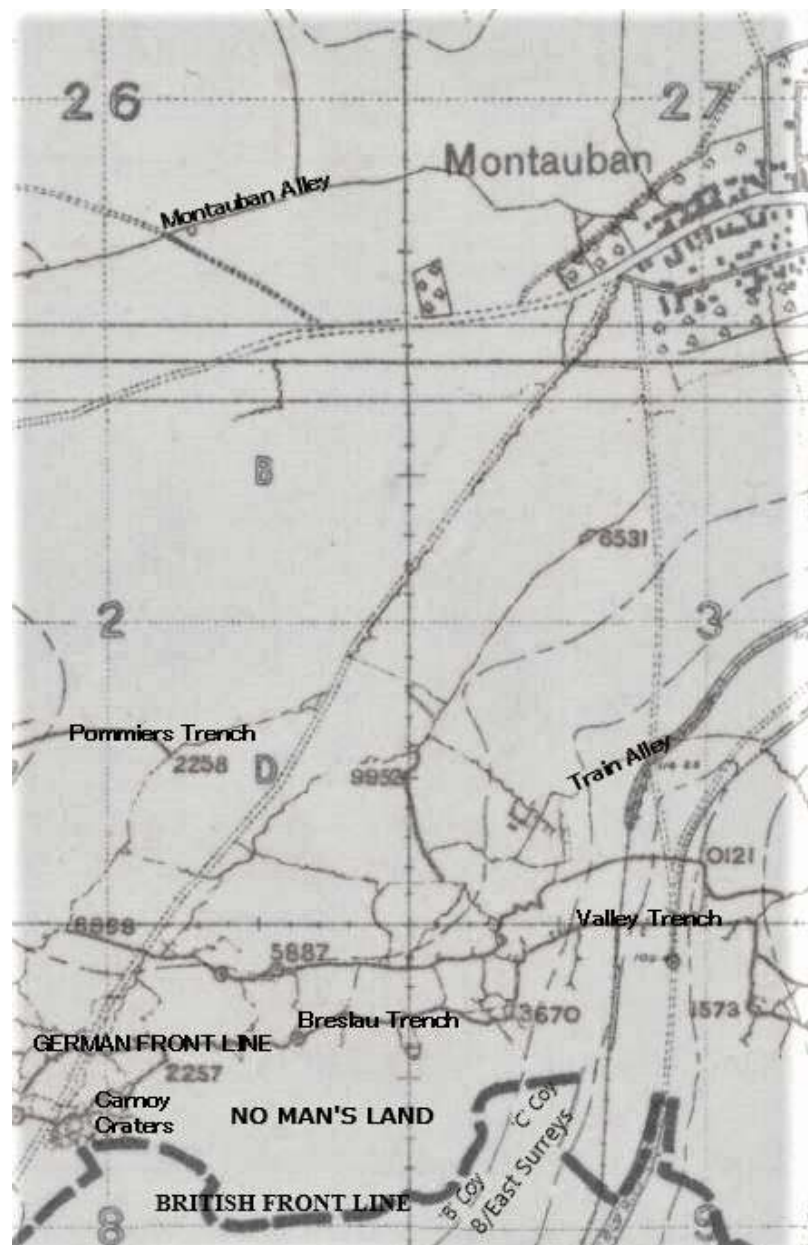 26
27
Montauban
Montauban Alley
B
6531
2
3
Pommiers Trench
2258
D
9952
Train Alley
0121
6868
Valley Trench
5887
Breslau Trench
3670
1573
GERMAN FRONT LINE
2257
Carnoy
Craters
NO MAN'S LAND
'C' Coy
'B' Coy
8/East Surreys
BRITISH FRONT LINE
8
9